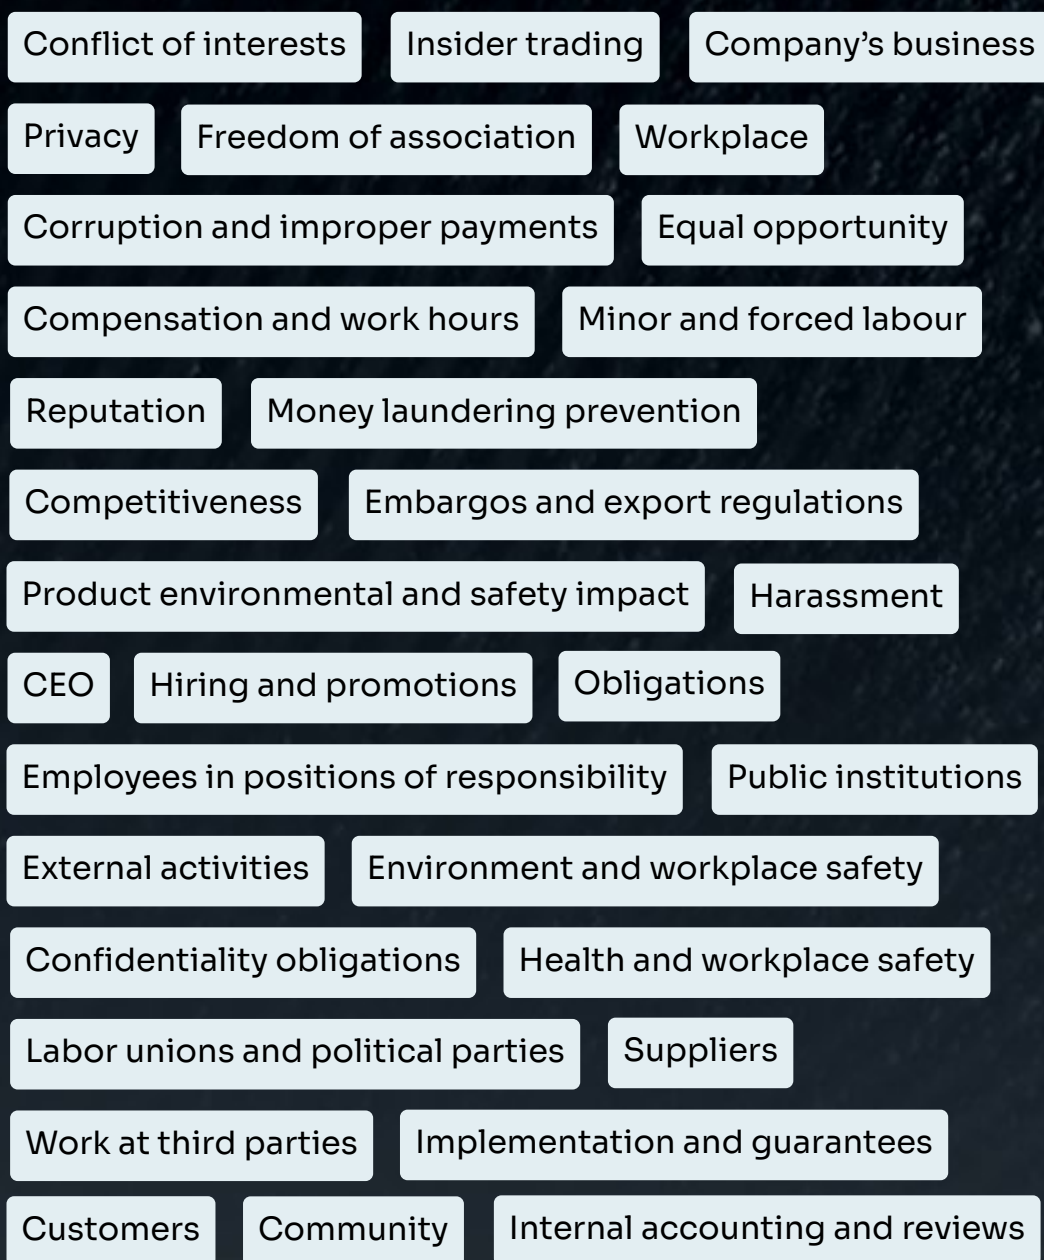 Conflict of interests Insider trading Company’s business
Privacy Freedom of association Workplace
Corruption and improper payments Equal opportunity
Compensation and work hours Minor and forced labour
Reputation Money laundering prevention
Competitiveness Embargos and export regulations
Product environmental and safety impact Harassment
CEO Hiring and promotions Obligations
Employees in positions of responsibility Public institutions
External activities Environment and workplace safety
Confidentiality obligations Health and workplace safety
Labor unions and political parties Suppliers
Work at third parties Implementation and guarantees
Customers Community Internal accounting and reviews